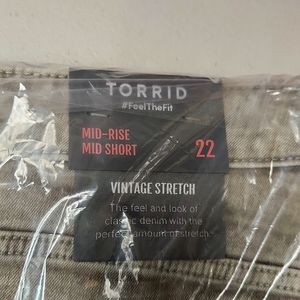 TORRID
#FeelTheFit
MID-RISE
MID SHORT 22
VINTAGE STRETCH
The feel and look of
classic denim with the
perfect amount of stretch.